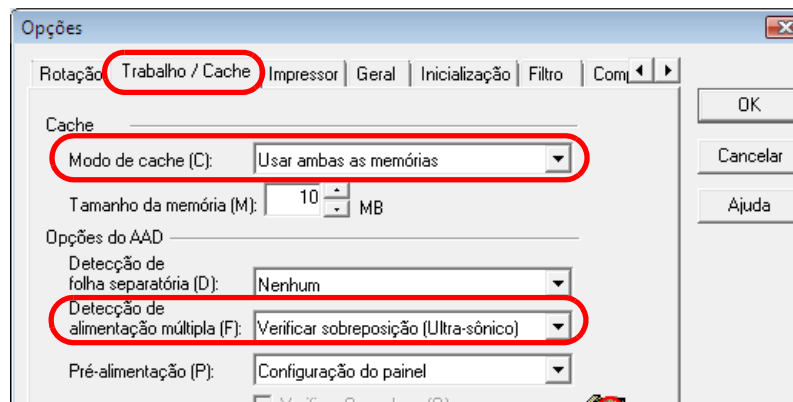 Opções
Rotação Trabalho / Cache Impressor Geral Inicialização Filtro
OK
Cache
Modo de cache (C): Usar ambas as memórias
Cancelar
Tamanho da memória (M): 10 MB
Ajuda
Opções do AAD
Detecção de
folha separatória (D): Nenhum
Detecção de
alimentação múltipla (F): Verificar sobreposição (Ultra-sônico)
Pré-alimentação (P): Configuração do painel